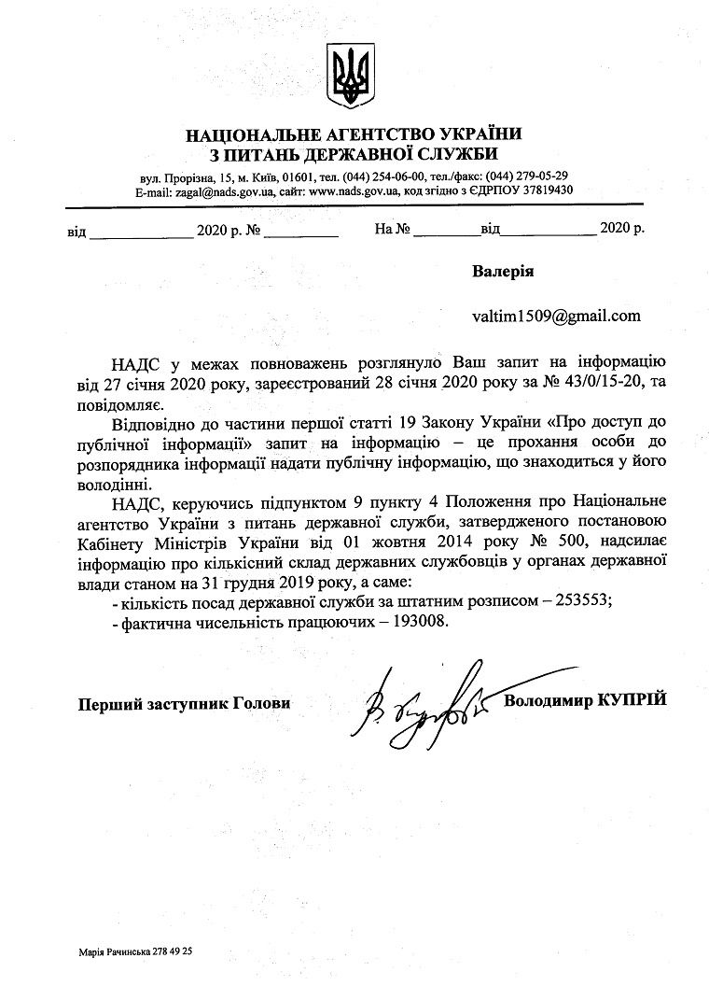 НАЦІОНАЛЬНЕ АГЕНТСТВО УКРАЇНИ
З ПИТАНЬ ДЕРЖАВНОЇ СЛУЖБИ
вул. Прорізна, 15, м. Київ, 01601, тел. (044) 254-06-00, тел./факс: (044) 279-05-29
E-mail: zagal@nads.gov.ua, сайт: www.nads.gov.ua, код згідно з ЄДРПОУ 37819430
від ______________ 2020 р. № __________ На № _________від_____________ 2020 р.
Валерія
valtim1509@gmail.com
НАДС у межах повноважень розглянуло Ваш запит на інформацію
від 27 січня 2020 року, зареєстрований 28 січня 2020 року за № 43/0/15-20, та
повідомляє.
Відповідно до частини першої статті 19 Закону України «Про доступ до
публічної інформації» запит на інформацію – це прохання особи до
розпорядника інформації надати публічну інформацію, що знаходиться у його
володінні.
НАДС, керуючись підпунктом 9 пункту 4 Положення про Національне
агентство України з питань державної служби, затвердженого постановою
Кабінету Міністрів України від 01 жовтня 2014 року № 500, надсилає
інформацію про кількісний склад державних службовців у органах державної
влади станом на 31 грудня 2019 року, а саме:
- кількість посад державної служби за штатним розписом – 253553;
- фактична чисельність працюючих – 193008.
Перший заступник Голови Володимир КУПРІЙ
Марія Рачинська 278 49 25